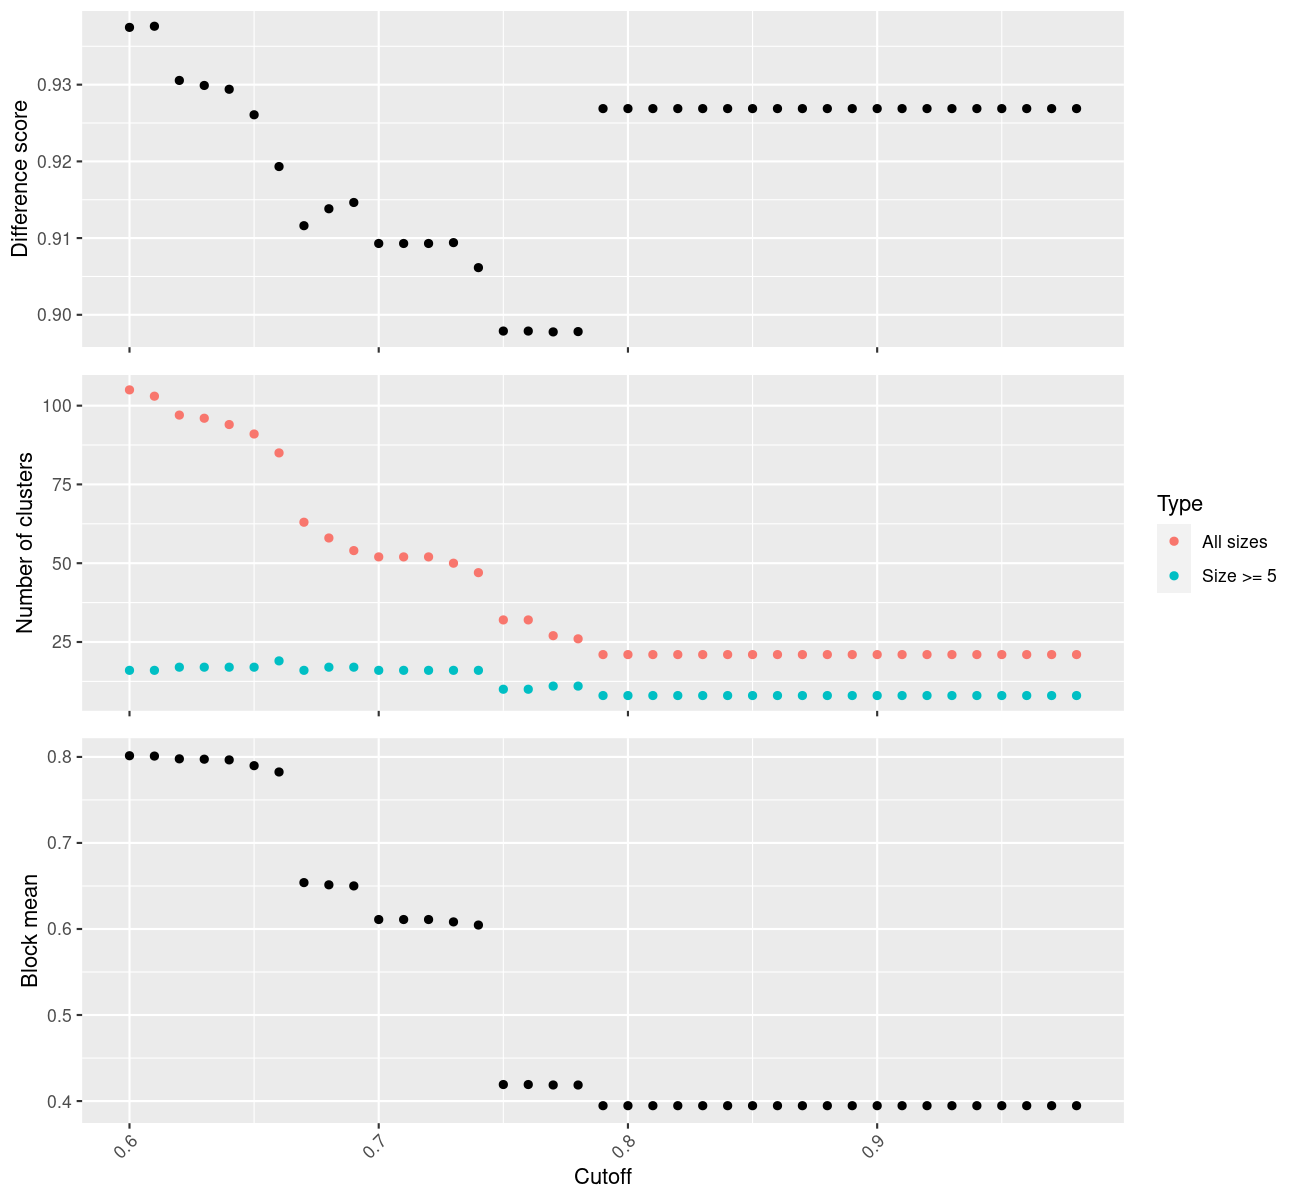 Difference score
0.93
0.92
0.91
0.90
Number of clusters
100
75
50
25
Type
All sizes
Size >= 5
Block mean
0.8
0.7
0.6
0.5
0.4
0.6 0.7 0.8 0.9
Cutoff